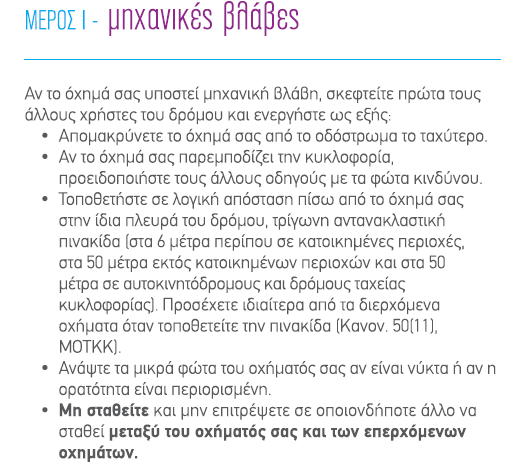 ΜΕΡΟΣ Ι - μηχανικές βλάβες
Αν το όχημά σας υποστεί μηχανική βλάβη, σκεφτείτε πρώτα τους
άλλους χρήστες του δρόμου και ενεργήστε ως εξής:
• Απομακρύνετε το όχημά σας από το οδόστρωμα το ταχύτερο.
• Αν το όχημά σας παρεμποδίζει την κυκλοφορία,
προειδοποιήστε τους άλλους οδηγούς με τα φώτα κινδύνου.
• Τοποθετήστε σε λογική απόσταση πίσω από το όχημά σας
στην ίδια πλευρά του δρόμου, τρίγωνη αντανακλαστική
πινακίδα (στα 6 μέτρα περίπου σε κατοικημένες περιοχές,
στα 50 μέτρα εκτός κατοικημένων περιοχών και στα 50
μέτρα σε αυτοκινητόδρομους και δρόμους ταχείας
κυκλοφορίας). Προσέχετε ιδιαίτερα από τα διερχόμενα
οχήματα όταν τοποθετείτε την πινακίδα (Κανον. 50(11),
ΜΟΤΚΚ).
• Ανάψτε τα μικρά φώτα του οχήματός σας αν είναι νύκτα ή αν η
ορατότητα είναι περιορισμένη.
• Μη σταθείτε και μην επιτρέψετε σε οποιονδήποτε άλλο να
σταθεί μεταξύ του οχήματός σας και των επερχόμενων
οχημάτων.